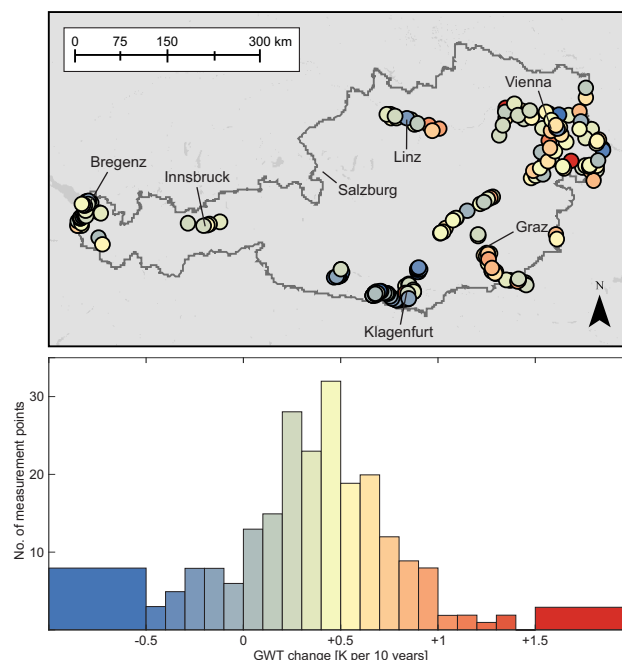 0 75 150 300 km
Vienna
Linz
Bregenz
Innsbruck
Salzburg
Graz
N
Klagenfurt
No. of measurement points
30
20
10
-0.5 0 +0.5 +1 +1.5
GWT change [K per 10 years]